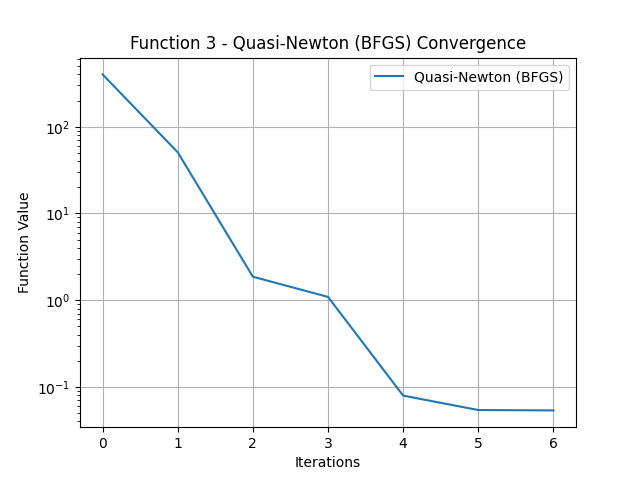 Function 3 - Quasi-Newton (BFGS) Convergence
Quasi-Newton (BFGS)
Function Value
10²
10¹
10⁰
10⁻¹
0 1 2 3 4 5 6
Iterations